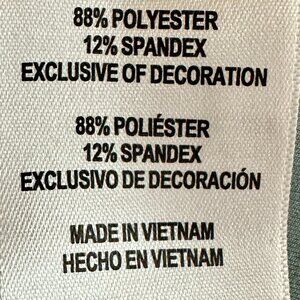 88% POLYESTER
12% SPANDEX
EXCLUSIVE OF DECORATION
88% POLIÉSTER
12% SPANDEX
EXCLUSIVO DE DECORACIÓN
MADE IN VIETNAM
HECHO EN VIETNAM